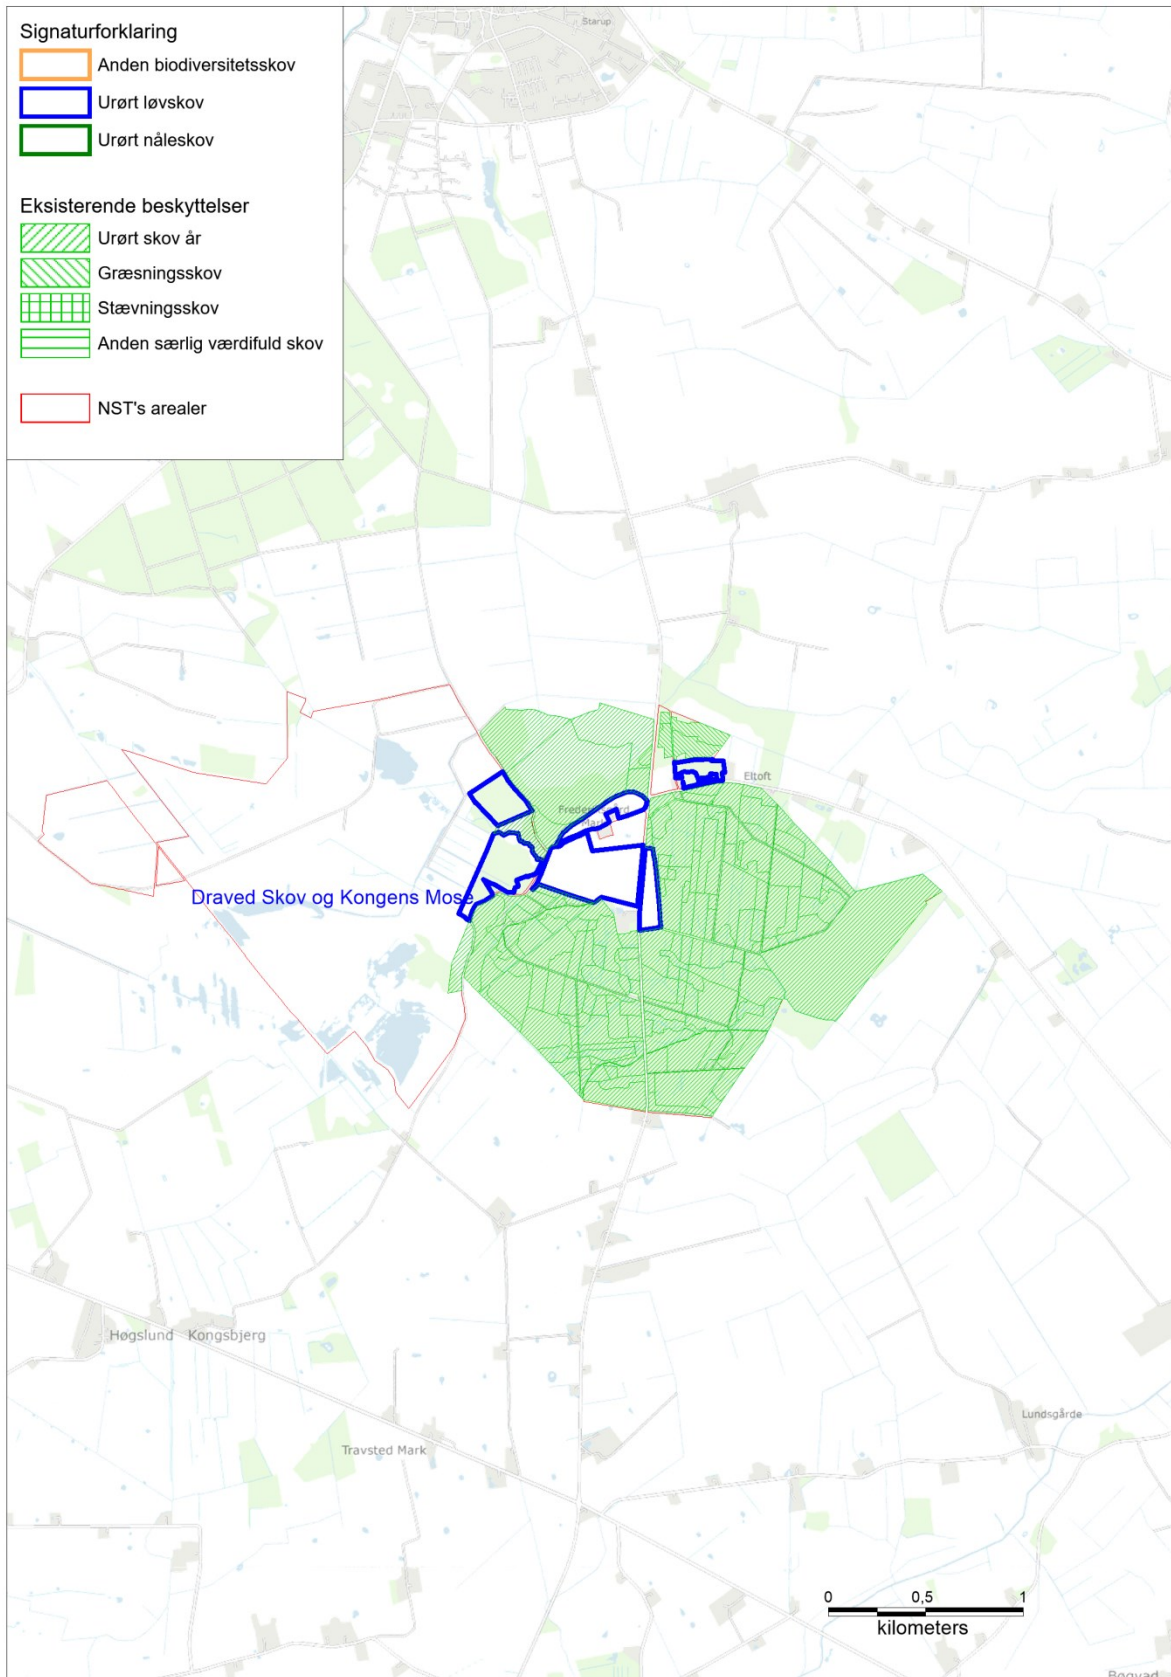 Signaturforklaring
Anden biodiversitetsskov
Urørt løvskov
Urørt nåleskov
Eksisterende beskyttelser
Urørt skov år
Græsningsskov
Stævningsskov
Anden særlig værdifuld skov
NST's arealer
Starup
Eltoft
Mark
Draved Skov og Kongens Mose
Høgslund Kongsbjerg
Travsted Mark
Lundsgårde
0 0,5 1
kilometers